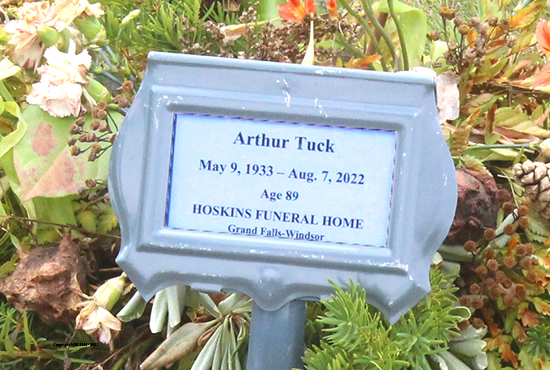 Arthur Tuck
May 9, 1933 – Aug. 7, 2022
Age 89
HOSKINS FUNERAL HOME
Grand Falls-Windsor